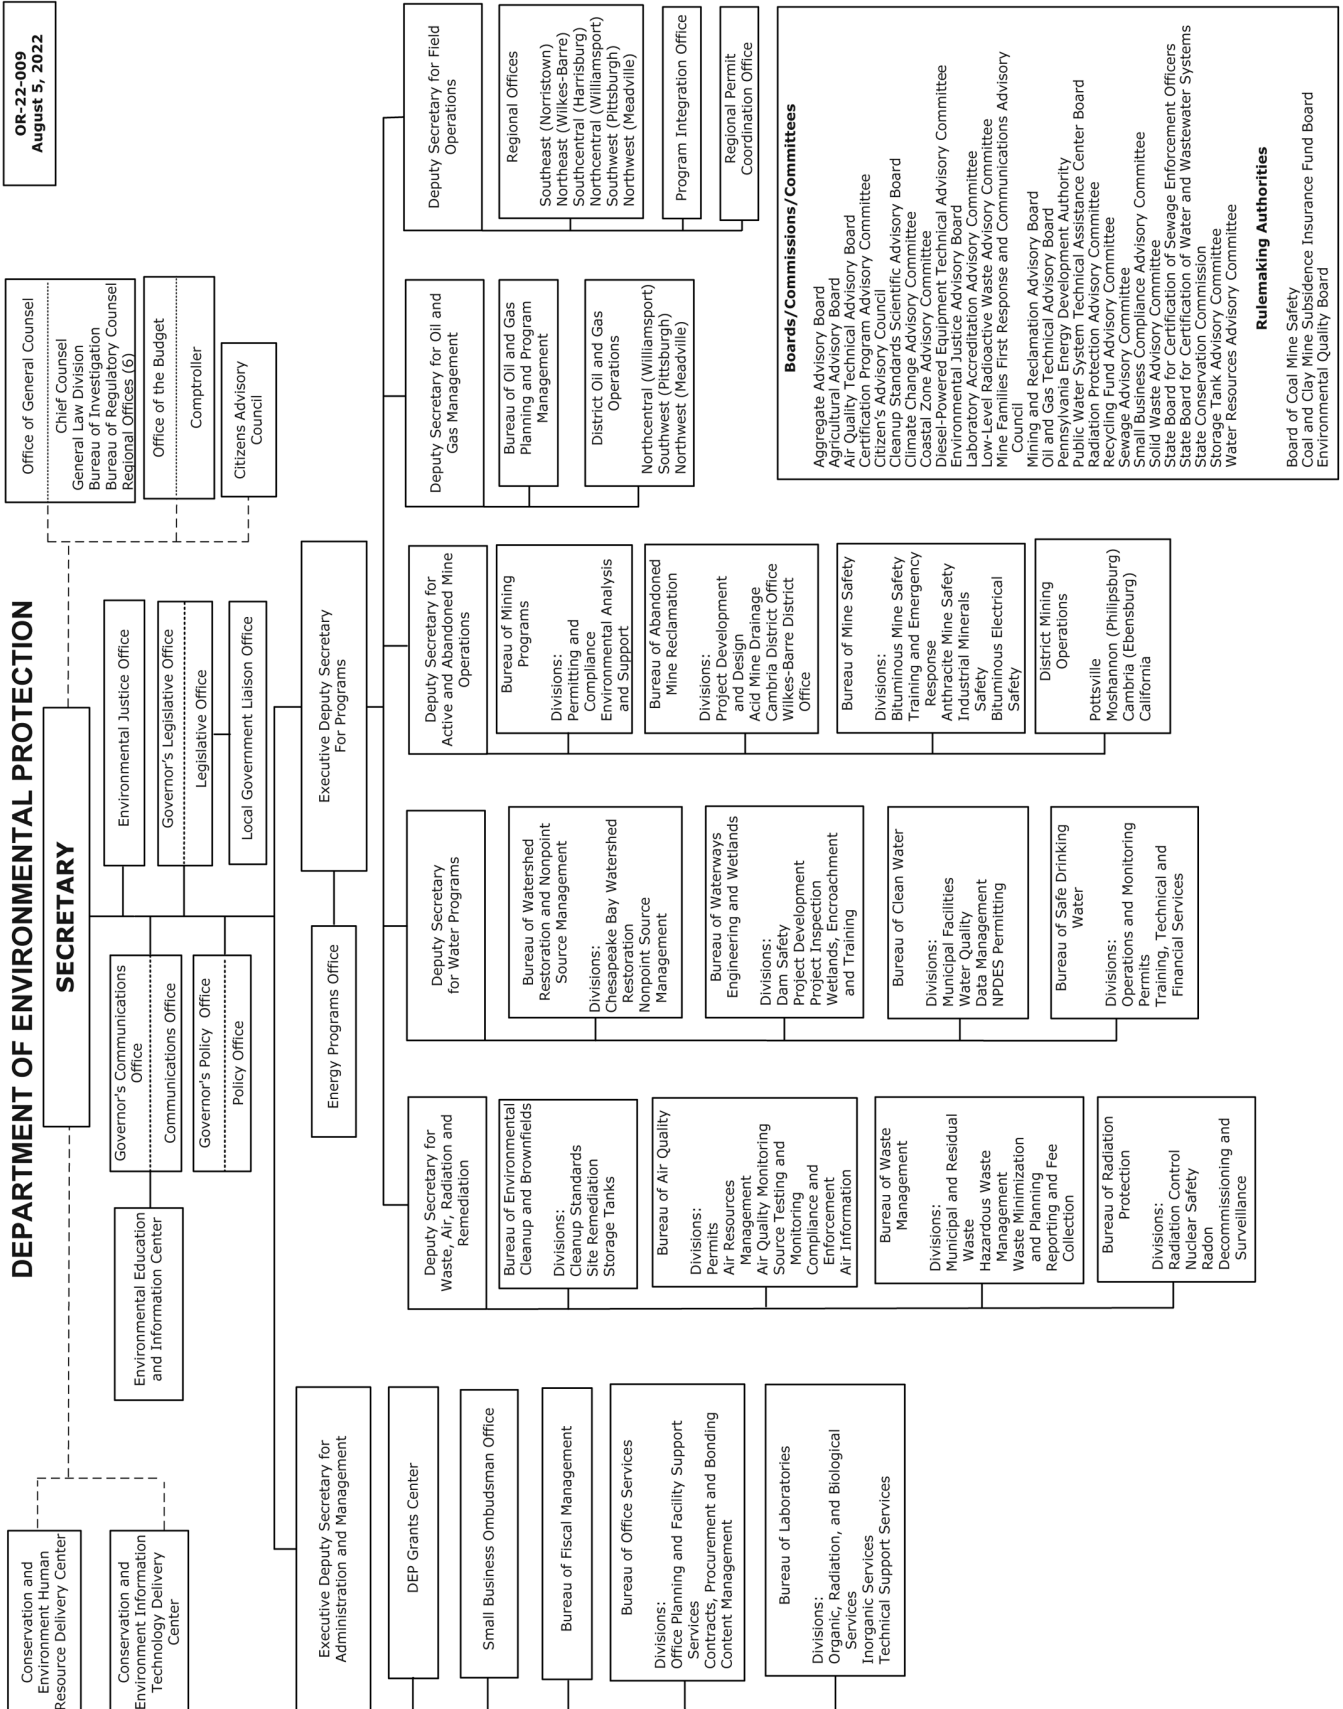 OR-22-009
August 5, 2022
DEPARTMENT OF ENVIRONMENTAL PROTECTION
SECRETARY
Conservation and
Environment Human
Resource Delivery Center
Conservation and
Environment Information
Technology Delivery
Center
Office of General Counsel
Chief Counsel
General Law Division
Bureau of Investigation
Bureau of Regulatory Counsel
Regional Offices (6)
Office of the Budget
Comptroller
Citizens Advisory
Council
Governor's Communications
Office
Communications Office
Environmental Education
and Information Center
Governor's Policy Office
Policy Office
Environmental Justice Office
Governor's Legislative Office
Legislative Office
Local Government Liaison Office
Executive Deputy Secretary for
Administration and Management
DEP Grants Center
Small Business Ombudsman Office
Bureau of Fiscal Management
Bureau of Office Services
Divisions:
Office Planning and Facility Support
Services
Contracts, Procurement and Bonding
Content Management
Bureau of Laboratories
Divisions:
Organic, Radiation, and Biological
Services
Inorganic Services
Technical Support Services
Executive Deputy Secretary
For Programs
Energy Programs Office
Deputy Secretary for
Waste, Air, Radiation and
Remediation
Bureau of Environmental
Cleanup and Brownfields
Divisions:
Cleanup Standards
Site Remediation
Storage Tanks
Bureau of Air Quality
Divisions:
Permits
Air Resources
Management
Air Quality Monitoring
Source Testing and
Monitoring
Compliance and
Enforcement
Air Information
Bureau of Waste
Management
Divisions:
Municipal and Residual
Waste
Hazardous Waste
Management
Waste Minimization
and Planning
Reporting and Fee
Collection
Bureau of Radiation
Protection
Divisions:
Radiation Control
Nuclear Safety
Radon
Decommissioning and
Surveillance
Deputy Secretary
for Water Programs
Bureau of Watershed
Restoration and Nonpoint
Source Management
Divisions:
Chesapeake Bay Watershed
Restoration
Nonpoint Source
Management
Bureau of Waterways
Engineering and Wetlands
Divisions:
Dam Safety
Project Development
Project Inspection
Wetlands, Encroachment
and Training
Bureau of Clean Water
Divisions:
Municipal Facilities
Water Quality
Data Management
NPDES Permitting
Bureau of Safe Drinking
Water
Divisions:
Operations and Monitoring
Permits
Training, Technical and
Financial Services
Deputy Secretary for
Active and Abandoned Mine
Operations
Bureau of Mining
Programs
Divisions:
Permitting and
Compliance
Environmental Analysis
and Support
Bureau of Abandoned
Mine Reclamation
Divisions:
Project Development
and Design
Acid Mine Drainage
Cambria District Office
Wilkes-Barre District
Office
Bureau of Mine Safety
Divisions:
Bituminous Mine Safety
Training and Emergency
Response
Anthracite Mine Safety
Industrial Minerals
Safety
Bituminous Electrical
Safety
District Mining
Operations
Pottsville
Moshannon (Philipsburg)
Cambria (Ebensburg)
California
Deputy Secretary for Oil and
Gas Management
Bureau of Oil and Gas
Planning and Program
Management
District Oil and Gas
Operations
Northcentral (Williamsport)
Southwest (Pittsburgh)
Northwest (Meadville)
Deputy Secretary for Field
Operations
Regional Offices
Southeast (Norristown)
Northeast (Wilkes-Barre)
Southcentral (Harrisburg)
Northcentral (Williamsport)
Southwest (Pittsburgh)
Northwest (Meadville)
Program Integration Office
Regional Permit
Coordination Office
Boards/Commissions/Committees
Aggregate Advisory Board
Agricultural Advisory Board
Air Quality Technical Advisory Board
Certification Program Advisory Committee
Citizen's Advisory Council
Cleanup Standards Scientific Advisory Board
Climate Change Advisory Committee
Coastal Zone Advisory Committee
Diesel-Powered Equipment Technical Advisory Committee
Environmental Justice Advisory Board
Laboratory Accreditation Advisory Committee
Low-Level Radioactive Waste Advisory Committee
Mine Families First Response and Communications Advisory
Council
Mining and Reclamation Advisory Board
Oil and Gas Technical Advisory Board
Pennsylvania Energy Development Authority
Public Water System Technical Assistance Center Board
Radiation Protection Advisory Committee
Recycling Fund Advisory Committee
Sewage Advisory Committee
Small Business Compliance Advisory Committee
Solid Waste Advisory Committee
State Board for Certification of Sewage Enforcement Officers
State Board for Certification of Water and Wastewater Systems
State Conservation Commission
Storage Tank Advisory Committee
Water Resources Advisory Committee
Rulemaking Authorities
Board of Coal Mine Safety
Coal and Clay Mine Subsidence Insurance Fund Board
Environmental Quality Board